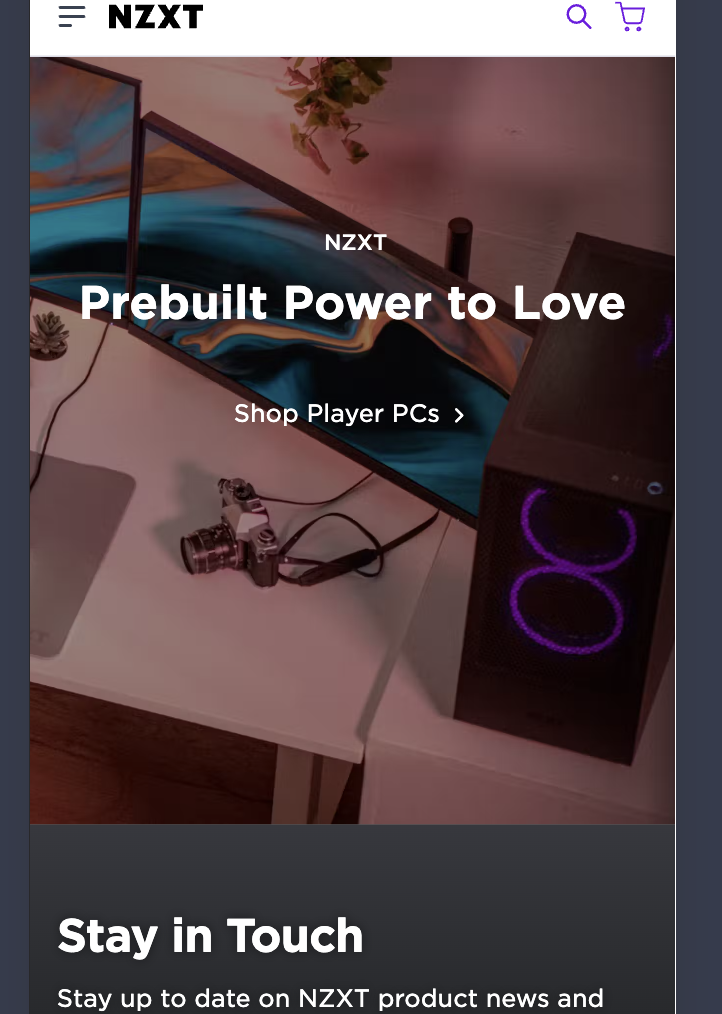 NZXT
NZXT
Prebuilt Power to Love
Shop Player PCs
Stay in Touch
Stay up to date on NZXT product news and